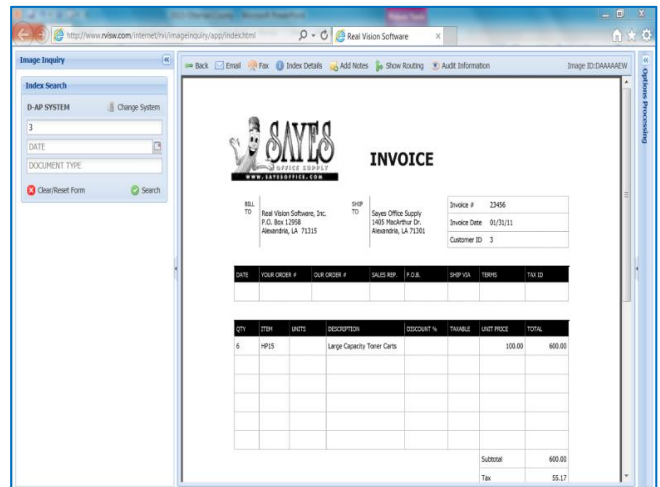 http://www.rvisw.com/internet/rvi/imageinquiry/app/index.html
Real Vision Software
Image Inquiry
Index Search
D-AP SYSTEM Change System
3
DATE
DOCUMENT TYPE
Clear/Reset Form Search
Back Email Fax Index Details Add Notes Show Routing Audit Information Image ID:DAAAAAEW
Options Processing
SAYES
OFFICE SUPPLY
WWW.SAYESOFFICE.COM
INVOICE
BILL TO
Real Vision Software, Inc.
P.O. Box 12958
Alexandria, LA 71315
SHIP TO
Sayes Office Supply
1405 MacArthur Dr.
Alexandria, LA 71301
Invoice # 23456
Invoice Date 01/31/11
Customer ID 3
DATE YOUR ORDER # OUR ORDER # SALES REP. F.O.B. SHIP VIA TERMS TAX ID
QTY ITEM UNITS DESCRIPTION DISCOUNT % TAXABLE UNIT PRICE TOTAL
6 HP15 Large Capacity Toner Carts 100.00 600.00
Subtotal 600.00
Tax 55.17